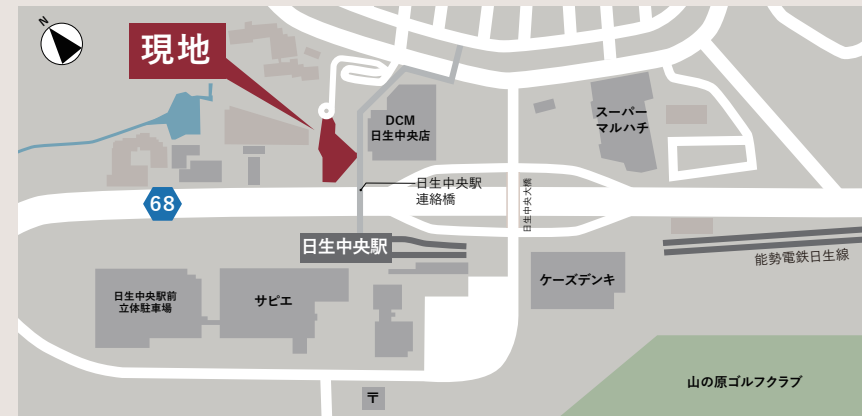 N
現地
DCM
日生中央店
スーパー
マルハチ
日生中央駅
連絡橋
日生中央大橋
68
日生中央駅
能勢電鉄日生線
日生中央駅前
立体駐車場
サピエ
ケーズデンキ
山の原ゴルフクラブ
〒